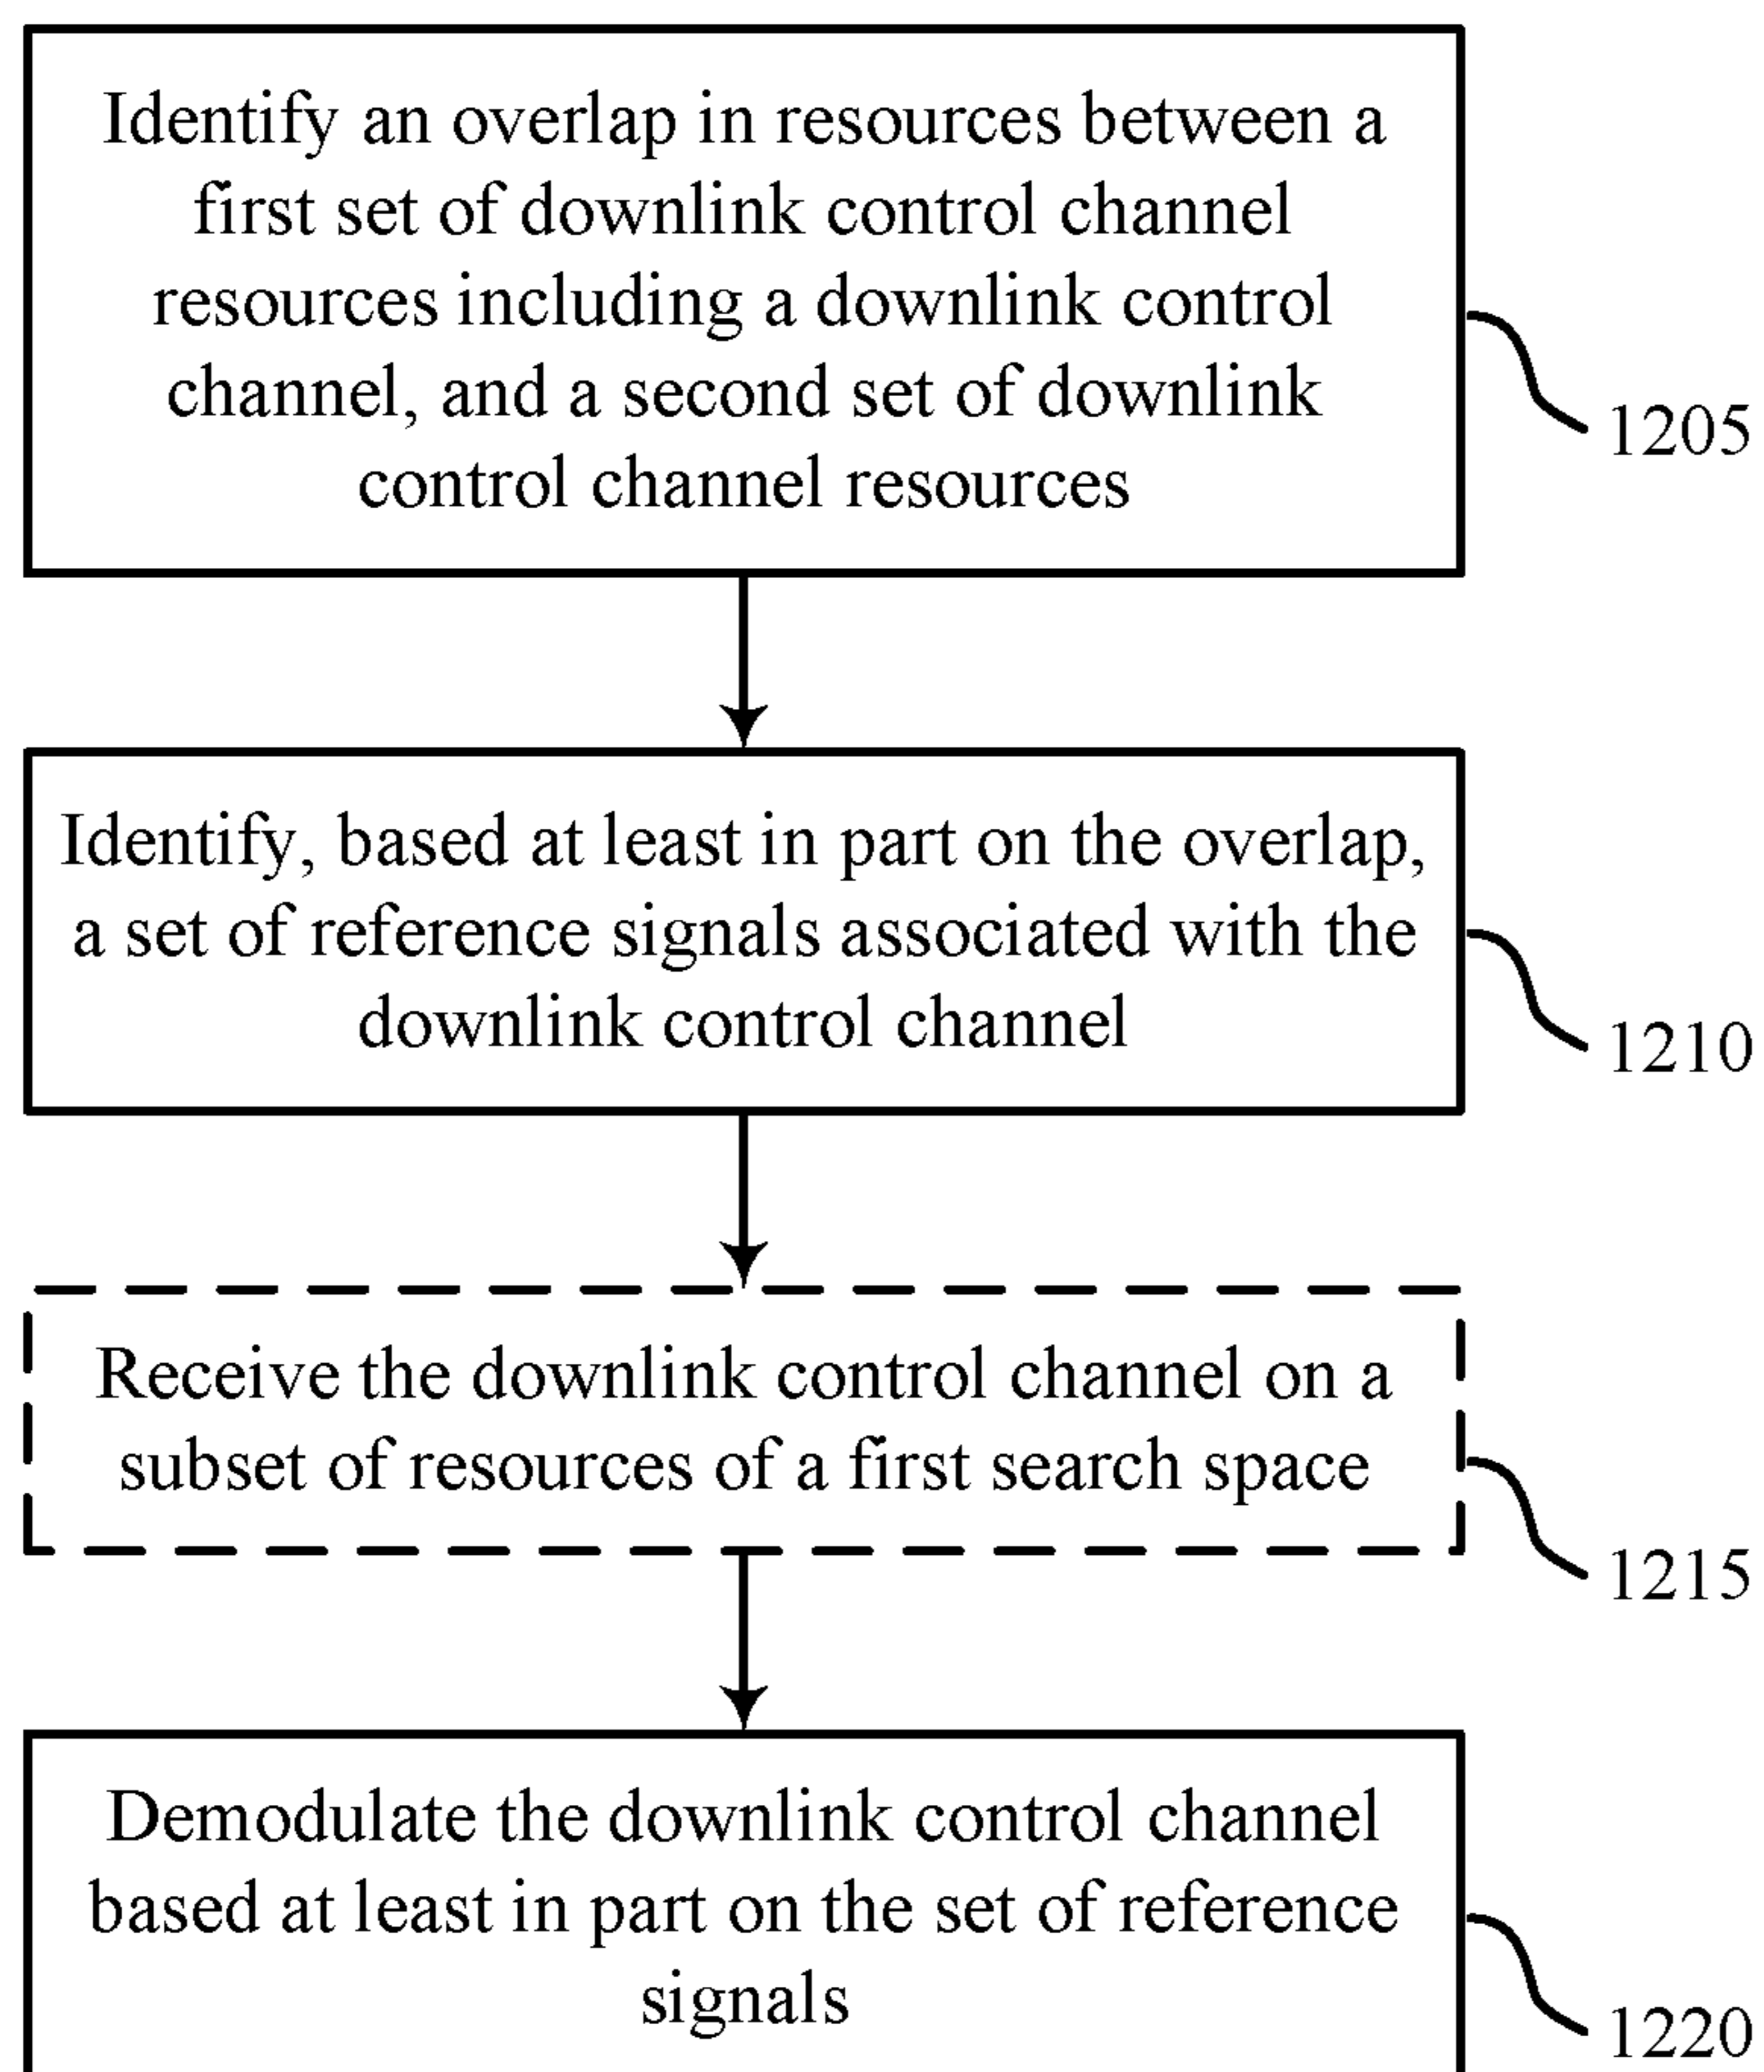 Identify an overlap in resources between a
first set of downlink control channel
resources including a downlink control
channel, and a second set of downlink
control channel resources
1205
Identify, based at least in part on the overlap,
a set of reference signals associated with the
downlink control channel
1210
Receive the downlink control channel on a
subset of resources of a first search space
1215
Demodulate the downlink control channel
based at least in part on the set of reference
signals
1220